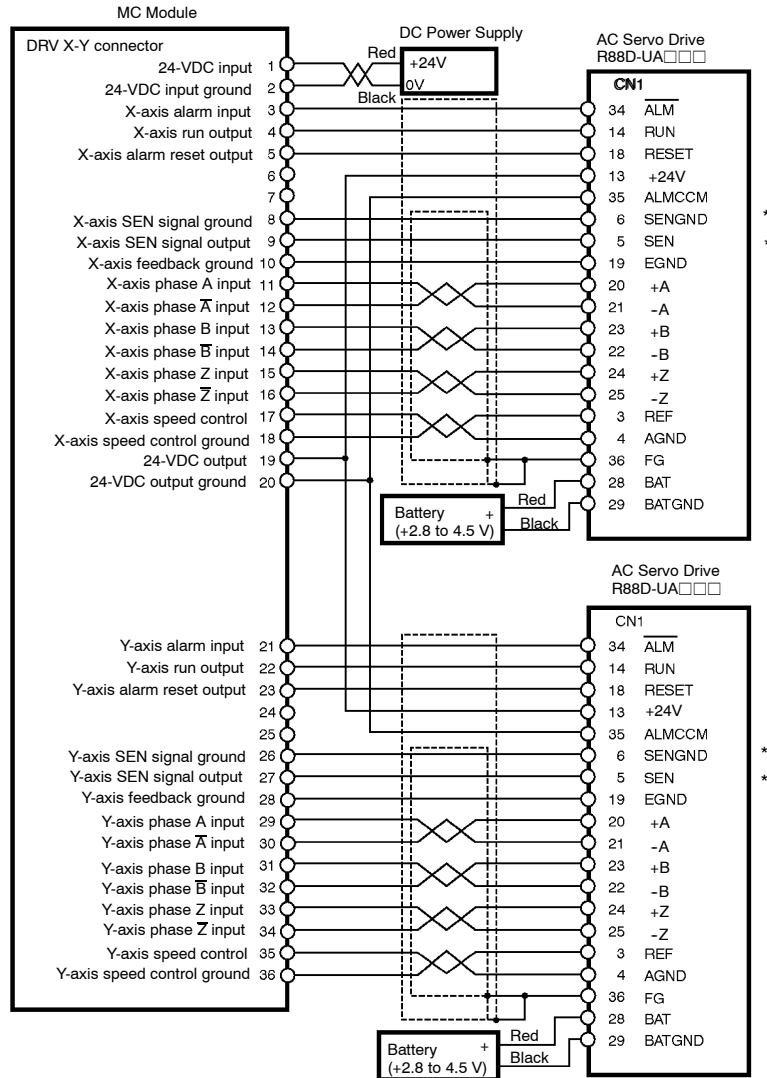 MC Module
DRV X-Y connector
DC Power Supply
AC Servo Drive
R88D-UA□□□
24-VDC input 1 Red +24V
24-VDC input ground 2 Black 0V
CN1
X-axis alarm input 3 34 ALM
X-axis run output 4 14 RUN
X-axis alarm reset output 5 18 RESET
6 13 +24V
7 35 ALMCCM
X-axis SEN signal ground 8 6 SENGND *
X-axis SEN signal output 9 5 SEN *
X-axis feedback ground 10 19 EGND
X-axis phase A input 11 20 +A
X-axis phase A̅ input 12 21 -A
X-axis phase B input 13 23 +B
X-axis phase B̅ input 14 22 -B
X-axis phase Z input 15 24 +Z
X-axis phase Z̅ input 16 25 -Z
X-axis speed control 17 3 REF
X-axis speed control ground 18 4 AGND
24-VDC output 19 36 FG
24-VDC output ground 20 28 BAT
29 BATGND
Red
Battery +
Black
(+2.8 to 4.5 V)
AC Servo Drive
R88D-UA□□□
CN1
Y-axis alarm input 21 34 A̅L̅M̅
Y-axis run output 22 14 RUN
Y-axis alarm reset output 23 18 RESET
24 13 +24V
25 35 ALMCCM
Y-axis SEN signal ground 26 6 SENGND *
Y-axis SEN signal output 27 5 SEN *
Y-axis feedback ground 28 19 EGND
Y-axis phase A input 29 20 +A
Y-axis phase A̅ input 30 21 -A
Y-axis phase B input 31 23 +B
Y-axis phase B̅ input 32 22 -B
Y-axis phase Z input 33 24 +Z
Y-axis phase Z̅ input 34 25 -Z
Y-axis speed control 35 3 REF
Y-axis speed control ground 36 4 AGND
36 FG
28 BAT
29 BATGND
Red
Battery +
Black
(+2.8 to 4.5 V)